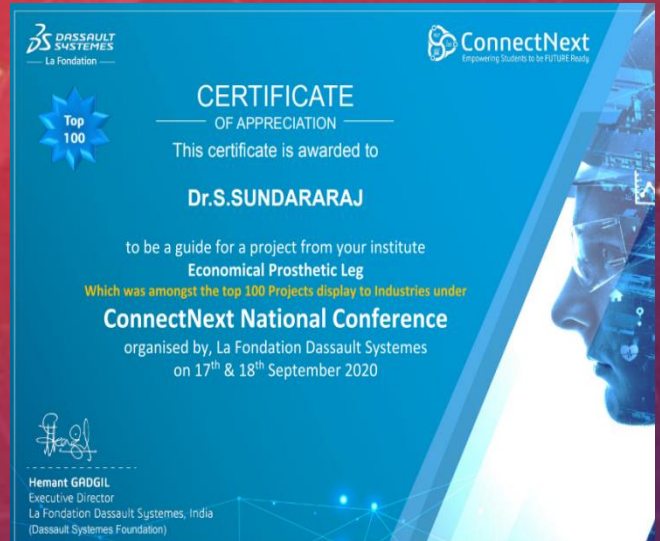 DASSAULT
SYSTEMES
La Fondation
ConnectNext
Empowering Students to be FUTURE Ready
Top
100
CERTIFICATE
OF APPRECIATION
This certificate is awarded to
Dr.S.SUNDARARAJ
to be a guide for a project from your institute
Economical Prosthetic Leg
Which was amongst the top 100 Projects display to Industries under
ConnectNext National Conference
organised by, La Fondation Dassault Systemes
on 17th & 18th September 2020
Hemant GADGIL
Executive Director
La Fondation Dassault Systemes, India
(Dassault Systemes Foundation)